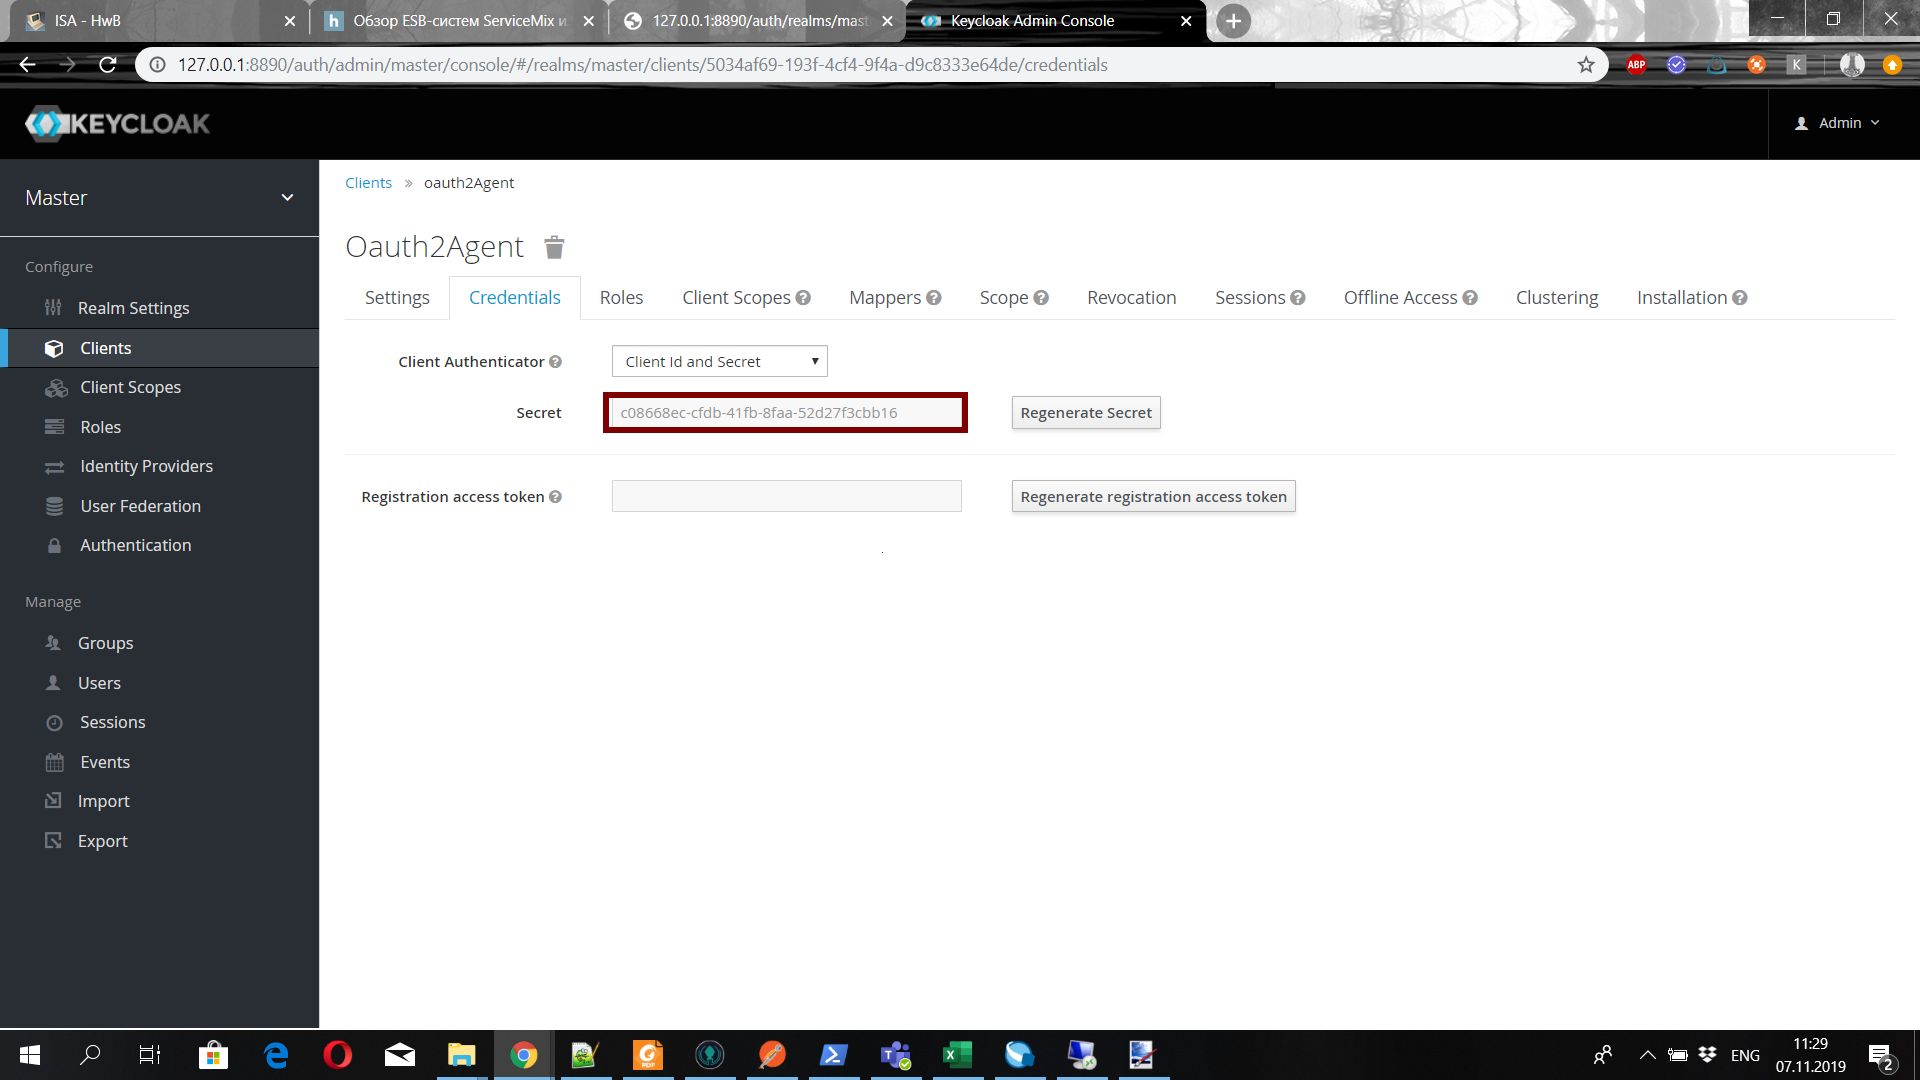 ISA - HwB
Обзор ESB-систем ServiceMix и
127.0.0.1:8890/auth/realms/mast
Keycloak Admin Console
127.0.0.1:8890/auth/admin/master/console/#/realms/master/clients/5034af69-193f-4cf4-9f4a-d9c8333e64de/credentials
ABP
K
KEYCLOAK
Admin
Master
Clients » oauth2Agent
Oauth2Agent
Configure
Realm Settings
Clients
Client Scopes
Roles
Identity Providers
User Federation
Authentication
Manage
Groups
Users
Sessions
Events
Import
Export
Settings
Credentials
Roles
Client Scopes
Mappers
Scope
Revocation
Sessions
Offline Access
Clustering
Installation
Client Authenticator
Client Id and Secret
Secret
c08668ec-cfdb-41fb-8faa-52d27f3cbb16
Regenerate Secret
Registration access token
Regenerate registration access token
ENG
11:29
07.11.2019
2